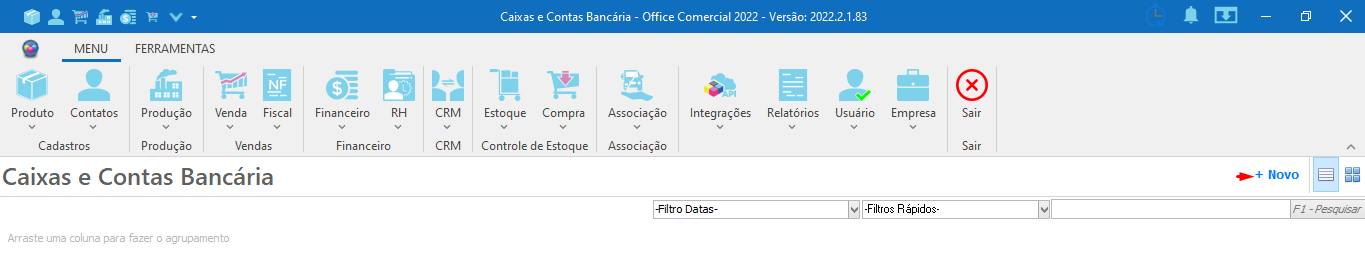 Caixas e Contas Bancária - Office Comercial 2022 - Versão: 2022.2.1.83
MENU FERRAMENTAS
NF API
Produto Contatos Produção Venda Fiscal Financeiro RH CRM Estoque Compra Associação Integrações Relatórios Usuário Empresa Sair
Cadastros Produção Vendas Financeiro CRM Controle de Estoque Associação Sair
Caixas e Contas Bancária + Novo
-Filtro Datas- -Filtros Rápidos- F1 - Pesquisar
Arraste uma coluna para fazer o agrupamento